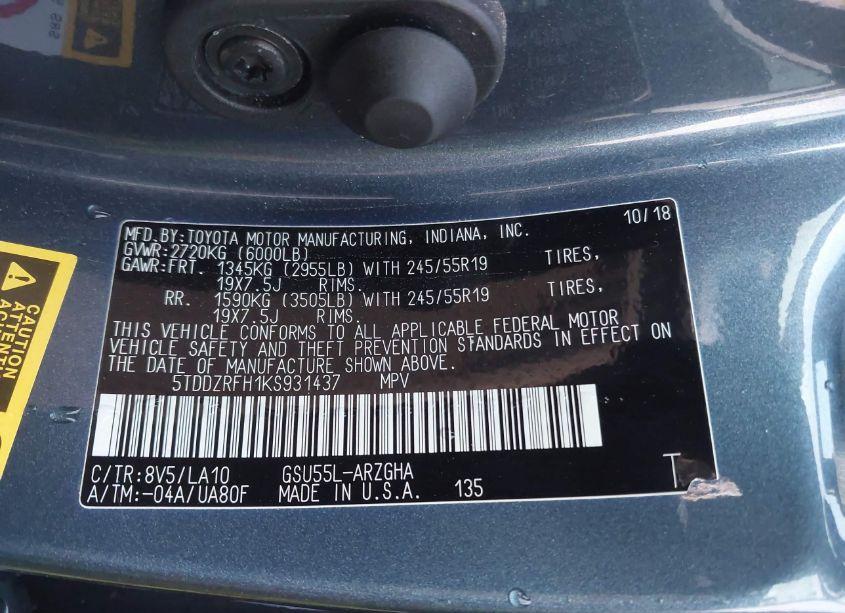 10/18
MFD.BY:TOYOTA MOTOR MANUFACTURING, INDIANA, INC.
GVWR:2720KG (6000LB)
GAWR:FRT. 1345KG (2955LB) WITH 245/55R19 TIRES,
19X7.5J RIMS.
RR. 1590KG (3505LB) WITH 245/55R19 TIRES,
19X7.5J RIMS.
THIS VEHICLE CONFORMS TO ALL APPLICABLE FEDERAL MOTOR
VEHICLE SAFETY AND THEFT PREVENTION STANDARDS IN EFFECT ON
THE DATE OF MANUFACTURE SHOWN ABOVE.
5TDDZRFH1KS931437 MPV
C/TR:8V5/LA10 GSU55L-ARZGHA T
A/TM:-04A/UA80F MADE IN U.S.A. 135
CAUTION